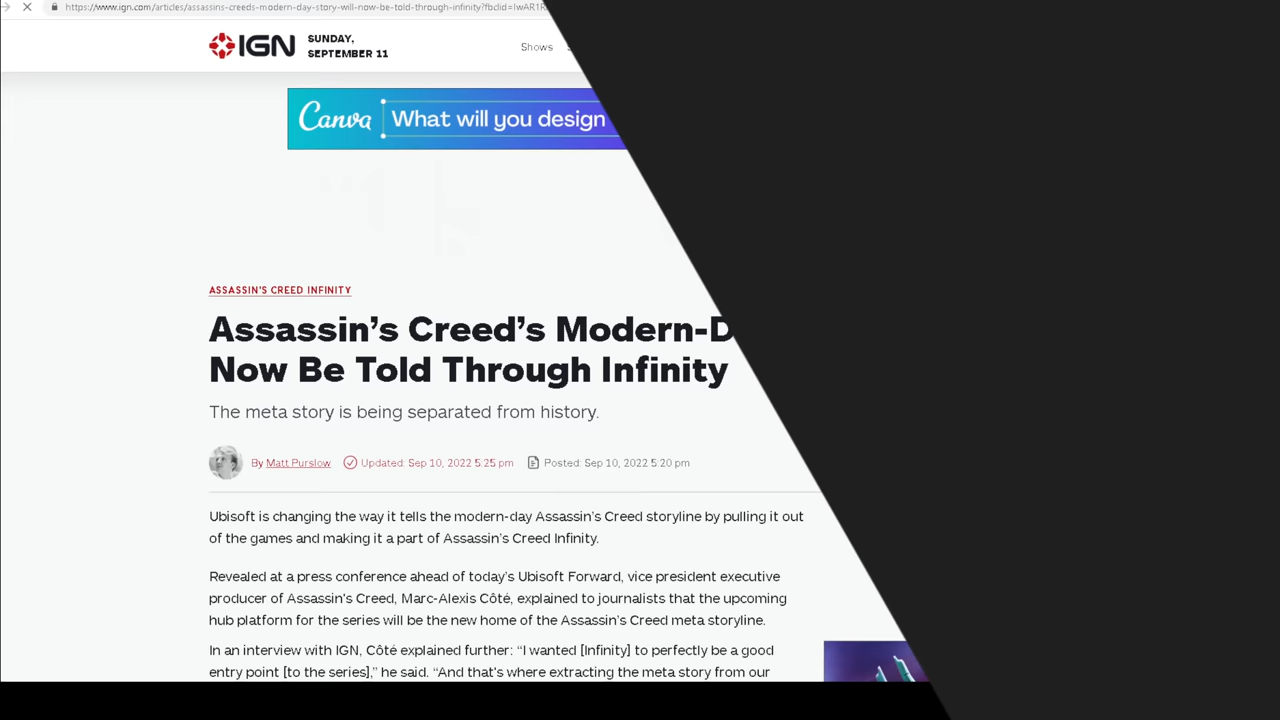 https://www.ign.com/articles/assassins-creeds-modern-day-story-will-now-be-told-through-infinity?fbclid=IwAR1R
IGN
SUNDAY,
SEPTEMBER 11
Shows
Canva What will you design
ASSASSIN'S CREED INFINITY
Assassin’s Creed’s Modern-D
Now Be Told Through Infinity
The meta story is being separated from history.
By Matt Purslow Updated: Sep 10, 2022 5:25 pm Posted: Sep 10, 2022 5:20 pm
Ubisoft is changing the way it tells the modern-day Assassin's Creed storyline by pulling it out
of the games and making it a part of Assassin's Creed Infinity.
Revealed at a press conference ahead of today's Ubisoft Forward, vice president executive
producer of Assassin's Creed, Marc-Alexis Côté, explained to journalists that the upcoming
hub platform for the series will be the new home of the Assassin’s Creed meta storyline.
In an interview with IGN, Côté explained further: “I wanted [Infinity] to perfectly be a good
entry point [to the series],” he said. “And that's where extracting the meta story from our